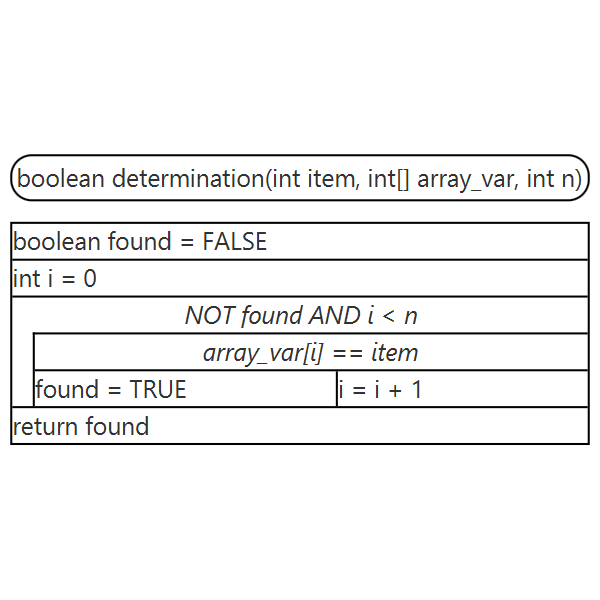 boolean determination(int item, int[] array_var, int n)
boolean found = FALSE
int i = 0
NOT found AND i < n
array_var[i] == item
found = TRUE
i = i + 1
return found